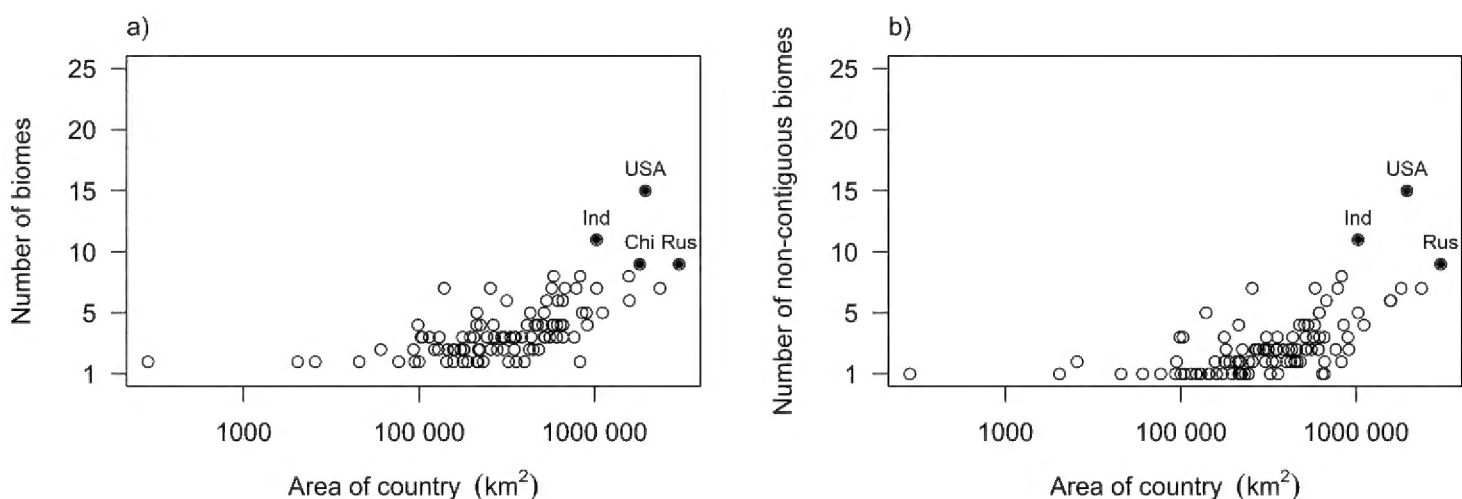 a)
Number of biomes
25
20
15
10
5
1
USA
Ind
Chi Rus
1000
100 000
1000 000
Area of country (km²)
b)
Number of non-contiguous biomes
25
20
15
10
5
1
USA
Ind
Rus
1000
100 000
1000 000
Area of country (km²)